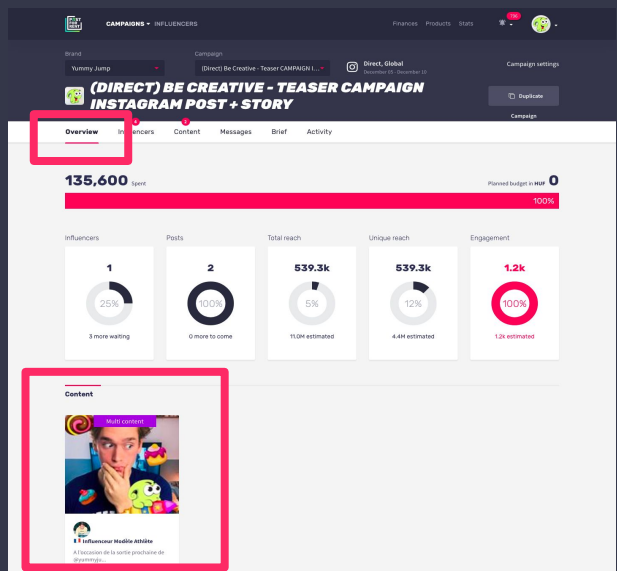 POST FOR RENT
CAMPAIGNS INFLUENCERS
Finances Products Stats
Brand
Campaign
Yummy Jump
(Direct) Be Creative - Teaser CAMPAIGN I...
Direct, Global
December 05 - December 10
Campaign settings
(DIRECT) BE CREATIVE - TEASER CAMPAIGN
INSTAGRAM POST + STORY
Duplicate
Campaign
Overview Influencers Content Messages Brief Activity
135,600 Spent
Planned budget in HUF 0
100%
Influencers Posts Total reach Unique reach Engagement
1 2 539.3k 539.3k 1.2k
25% 100% 5% 12% 100%
3 more waiting 0 more to come 11.0M estimated 4.4M estimated 1.2k estimated
Content
Multi content
Influenceur Modèle Athlète
A l'occasion de la sortie prochaine de
@yummyju...